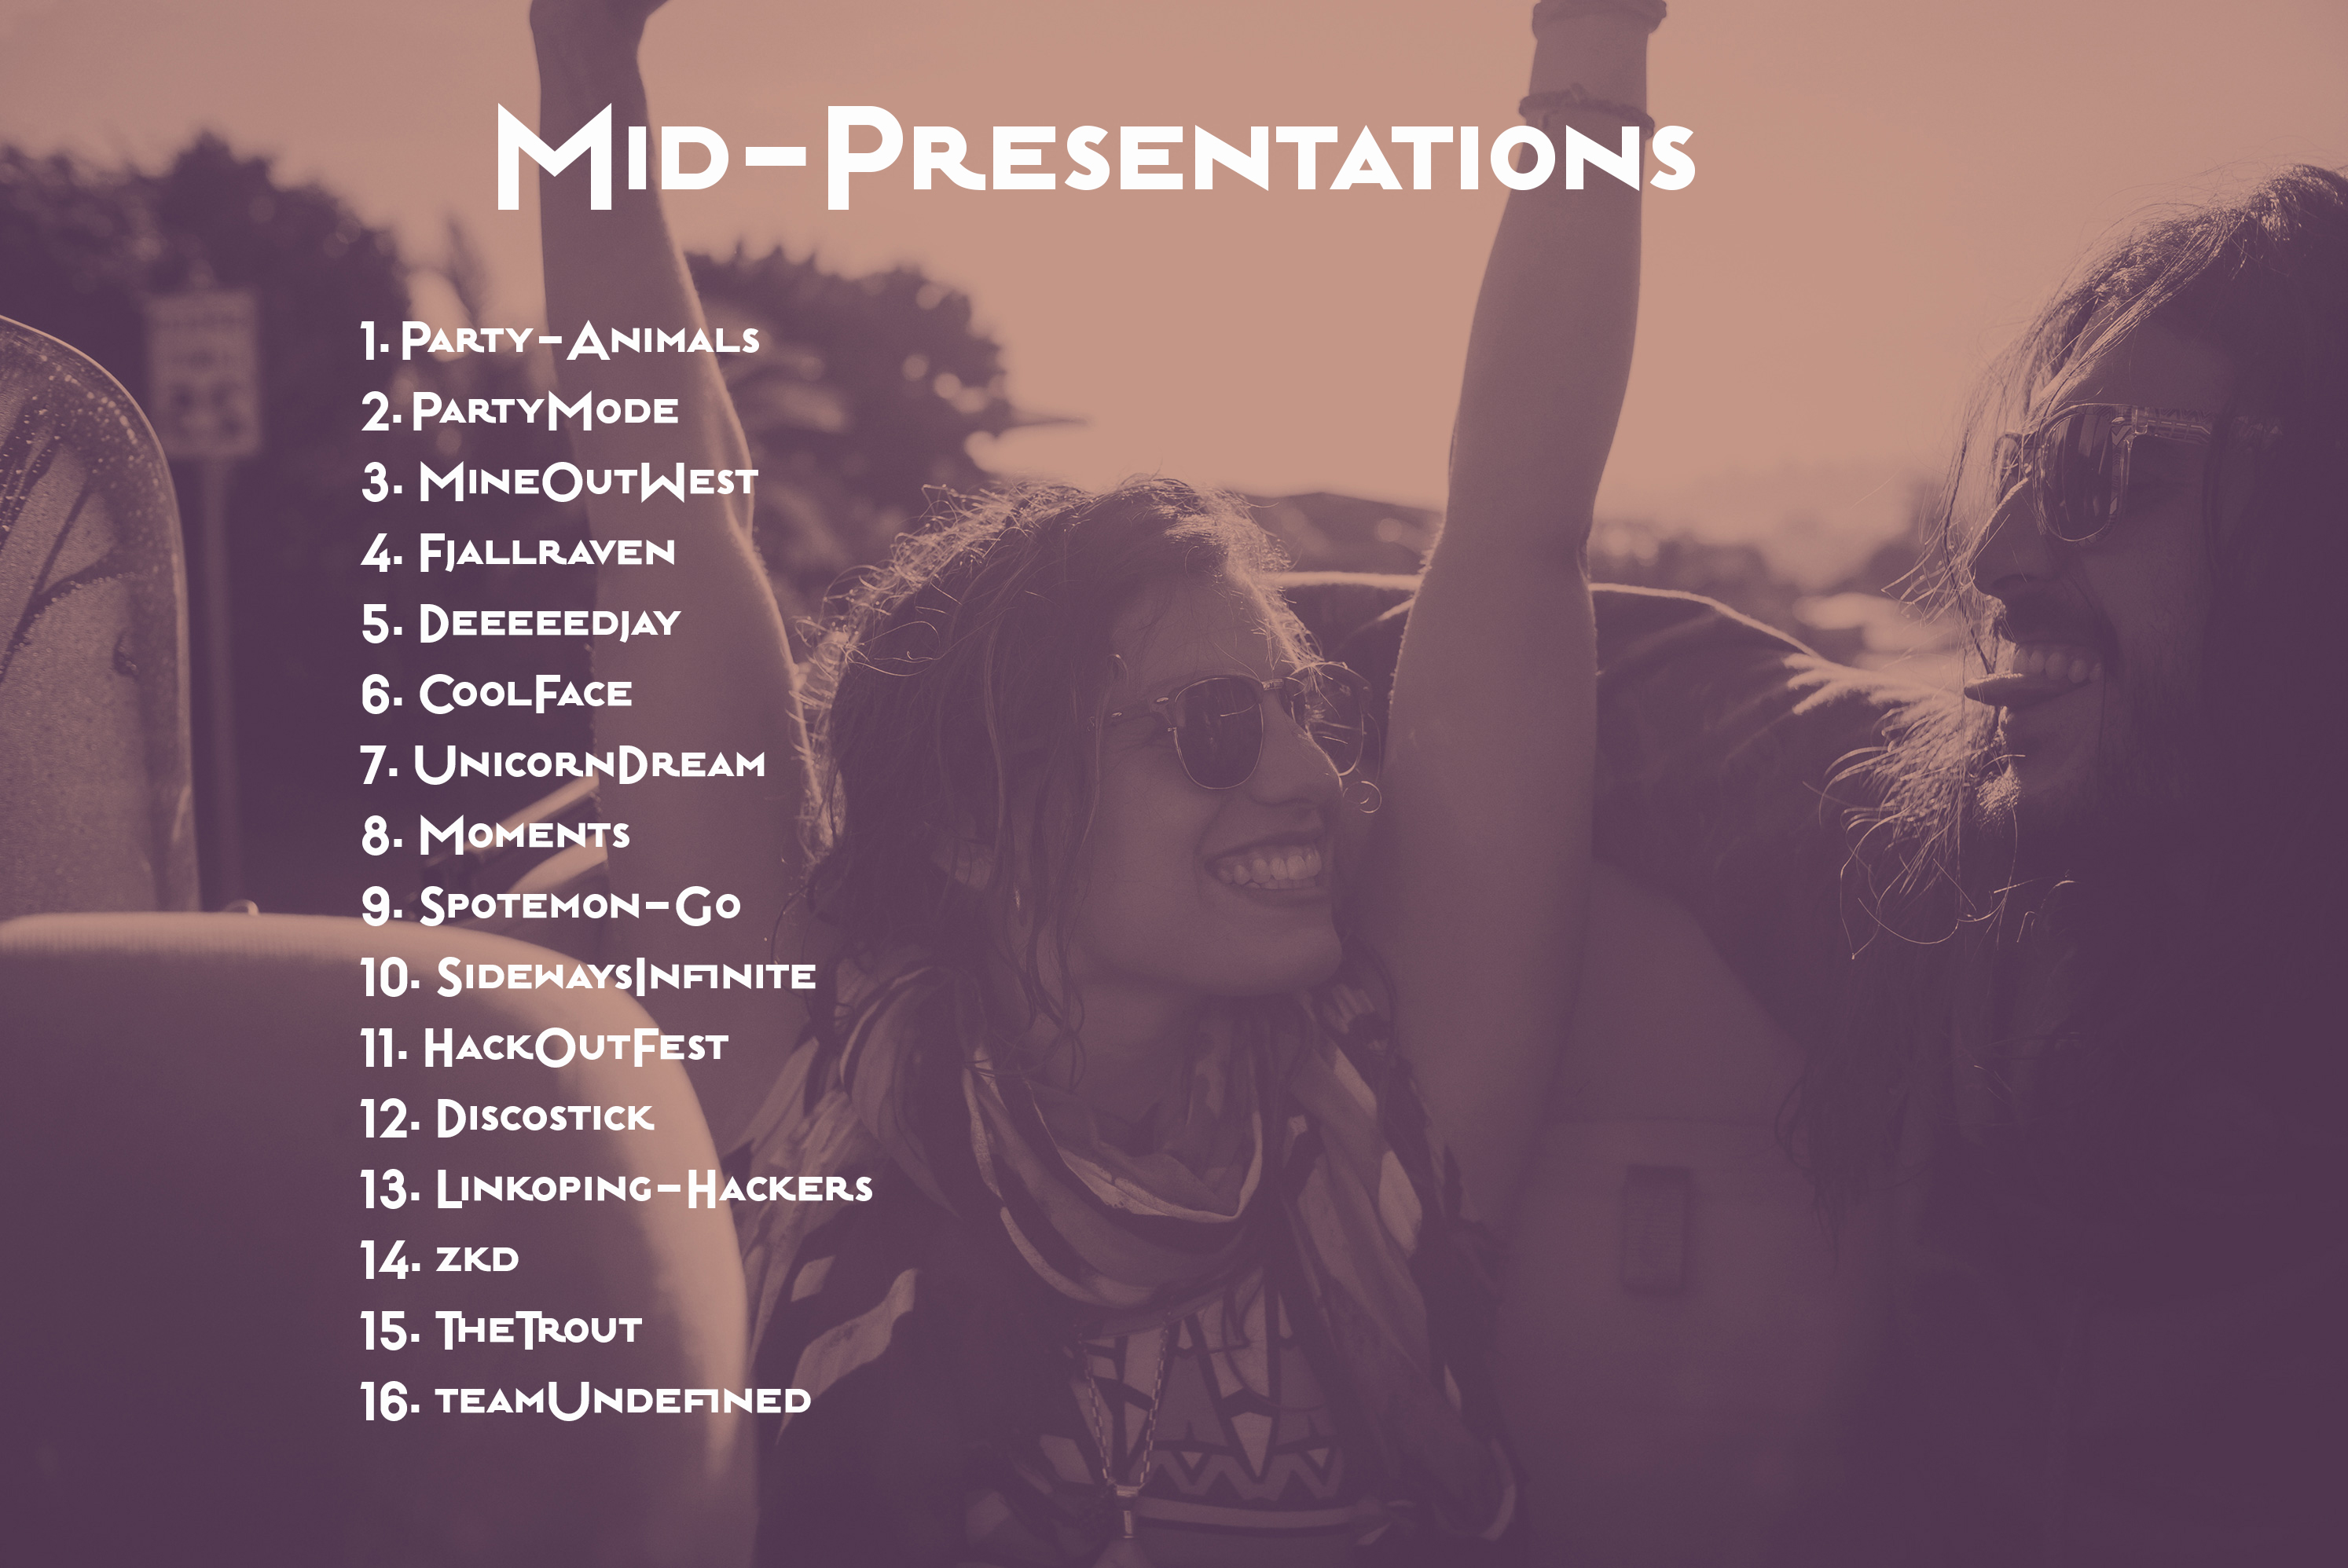 Mid-Presentations
1. Party-Animals
2. PartyMode
3. MineOutWest
4. Fjallraven
5. Deeeeedjay
6. CoolFace
7. UnicornDream
8. Moments
9. Spotemon-Go
10. SidewaysInfinite
11. HackOutFest
12. Discostick
13. Linkoping-Hackers
14. zkd
15. TheTrout
16. teamUndefined